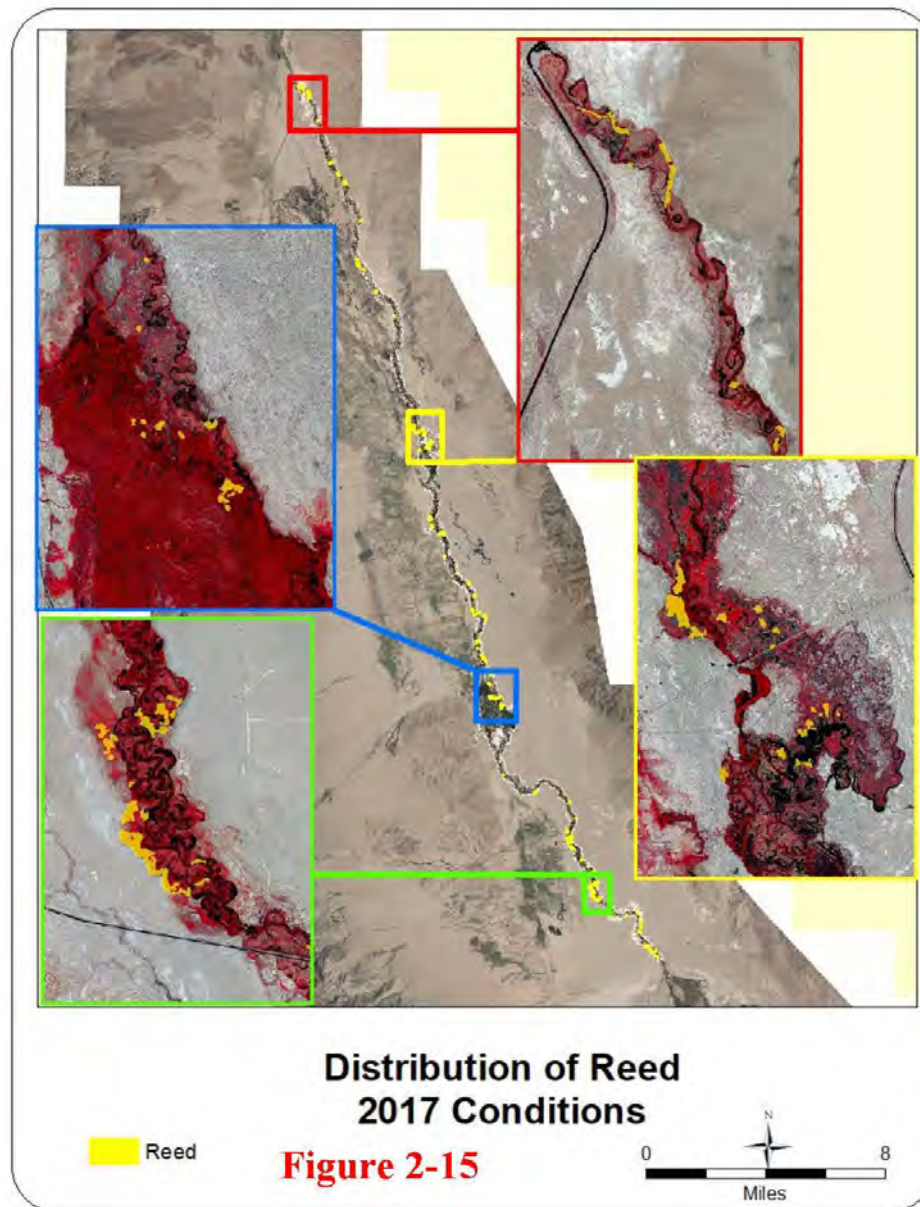 Distribution of Reed
2017 Conditions
Reed
Figure 2-15
N
0 8
Miles